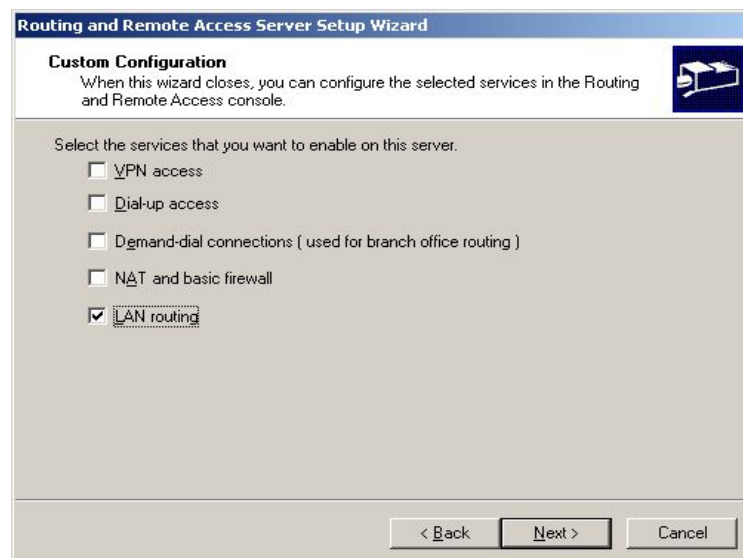 Routing and Remote Access Server Setup Wizard
Custom Configuration
When this wizard closes, you can configure the selected services in the Routing
and Remote Access console.
Select the services that you want to enable on this server.
VPN access
Dial-up access
Demand-dial connections ( used for branch office routing )
NAT and basic firewall
LAN routing
< Back
Next >
Cancel